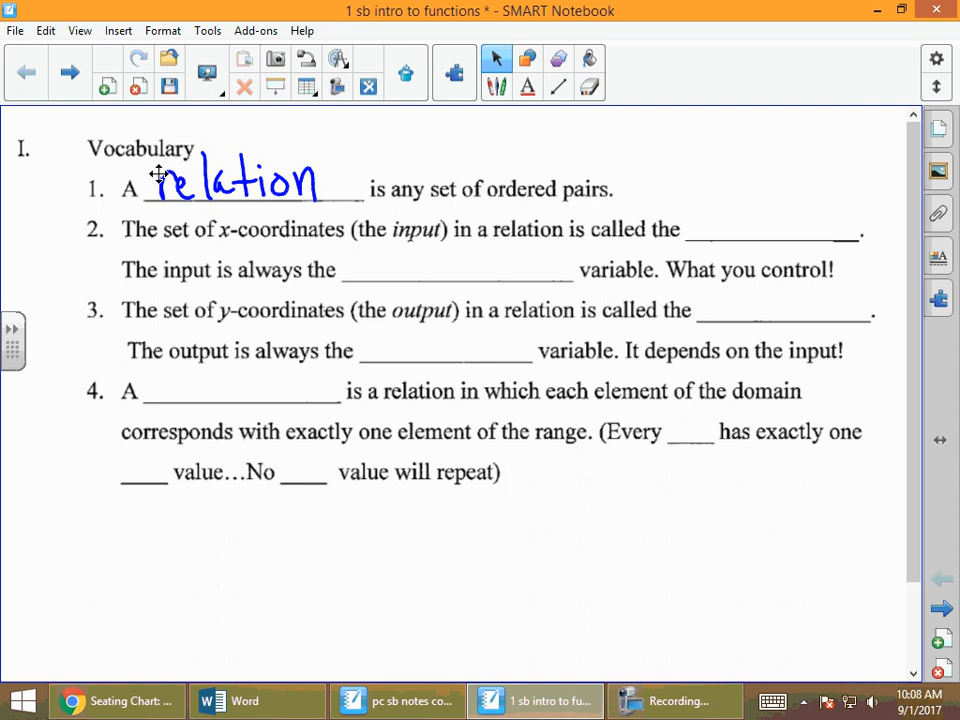 1 sb intro to functions * - SMART Notebook
File Edit View Insert Format Tools Add-ons Help
I. Vocabulary
1. A relation is any set of ordered pairs.
2. The set of x-coordinates (the input) in a relation is called the ____________.
The input is always the ____________ variable. What you control!
3. The set of y-coordinates (the output) in a relation is called the ____________.
The output is always the ____________ variable. It depends on the input!
4. A ____________ is a relation in which each element of the domain
corresponds with exactly one element of the range. (Every ____ has exactly one
____ value…No ____ value will repeat)
Seating Chart: ... Word pc sb notes co... 1 sb intro to fu... Recording... 10:08 AM
9/1/2017